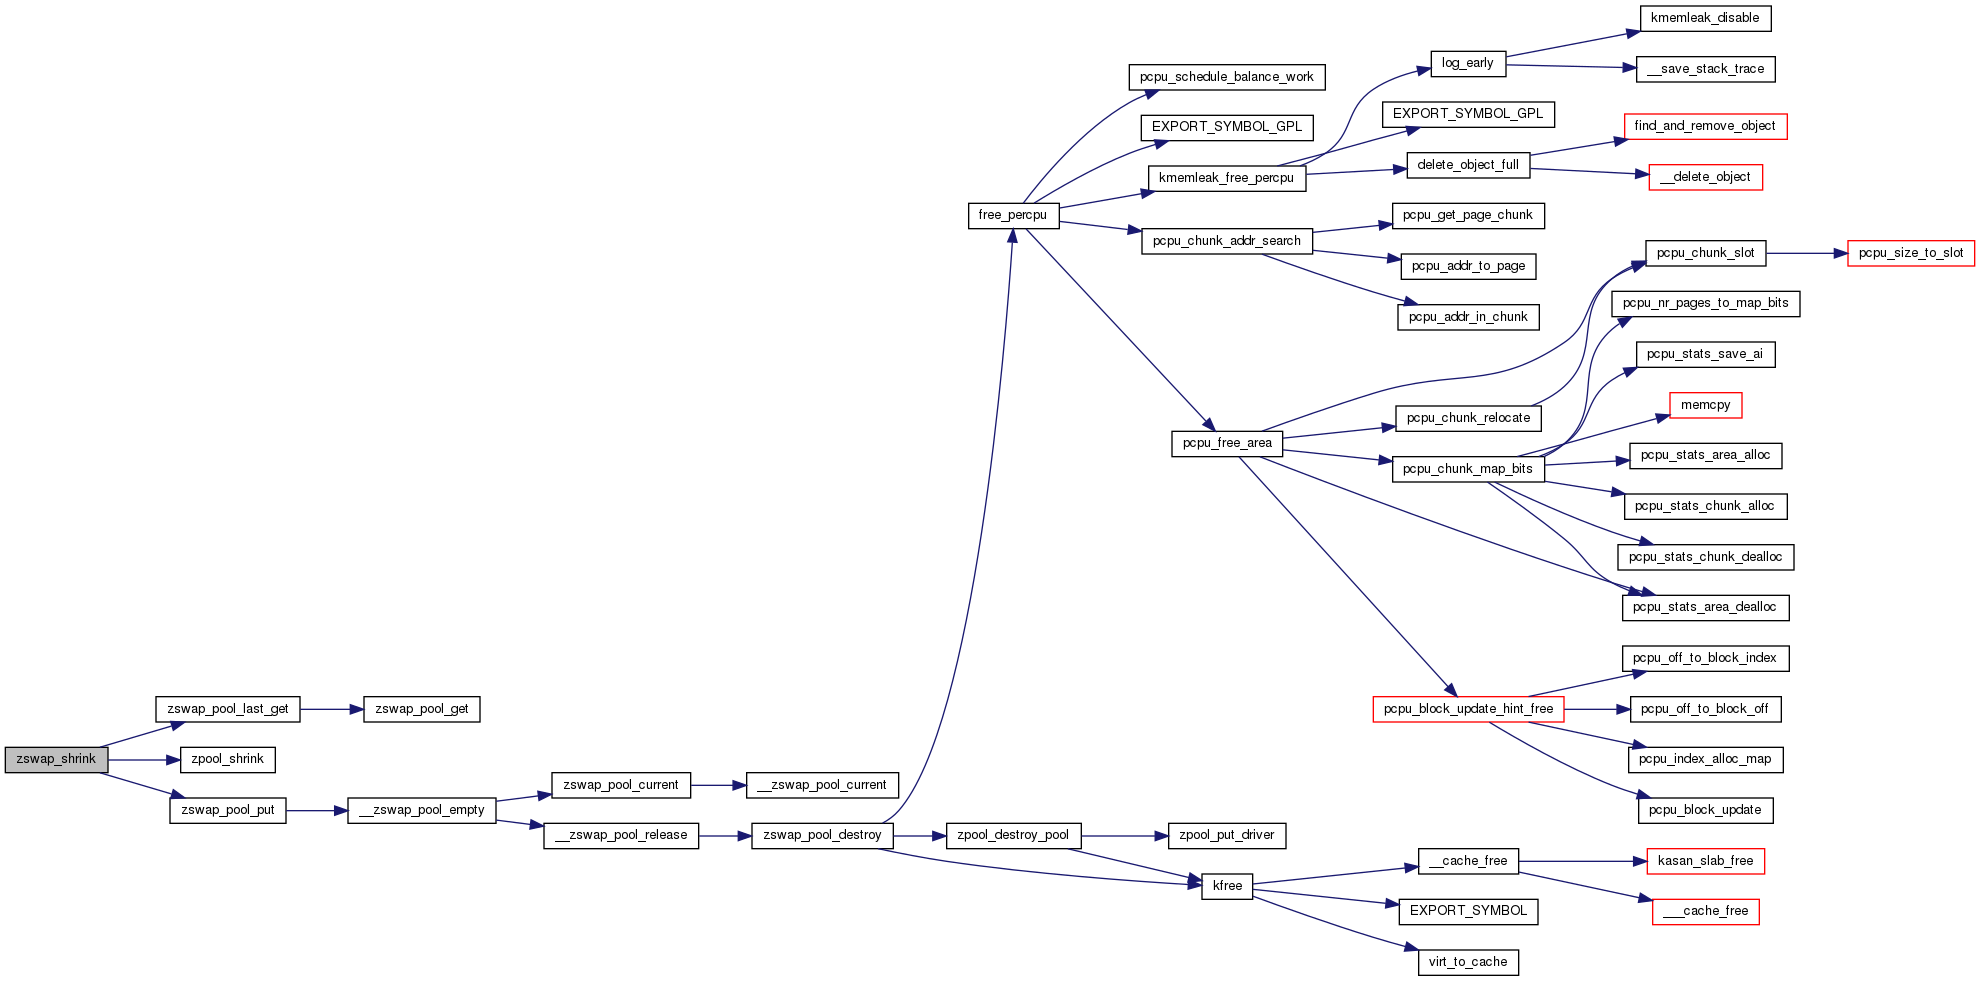 kmemleak_disable
log_early
__save_stack_trace
pcpu_schedule_balance_work
EXPORT_SYMBOL_GPL
EXPORT_SYMBOL_GPL
find_and_remove_object
kmemleak_free_percpu
delete_object_full
__delete_object
free_percpu
pcpu_get_page_chunk
pcpu_chunk_addr_search
pcpu_chunk_slot
pcpu_size_to_slot
pcpu_addr_to_page
pcpu_addr_in_chunk
pcpu_nr_pages_to_map_bits
pcpu_stats_save_ai
memcpy
pcpu_chunk_relocate
pcpu_free_area
pcpu_stats_area_alloc
pcpu_chunk_map_bits
pcpu_stats_chunk_alloc
pcpu_stats_chunk_dealloc
pcpu_stats_area_dealloc
pcpu_off_to_block_index
zswap_pool_last_get
zswap_pool_get
pcpu_block_update_hint_free
pcpu_off_to_block_off
zswap_shrink
zpool_shrink
pcpu_index_alloc_map
zswap_pool_current
__zswap_pool_current
zswap_pool_put
__zswap_pool_empty
pcpu_block_update
__zswap_pool_release
zswap_pool_destroy
zpool_destroy_pool
zpool_put_driver
__cache_free
kasan_slab_free
kfree
EXPORT_SYMBOL
___cache_free
virt_to_cache